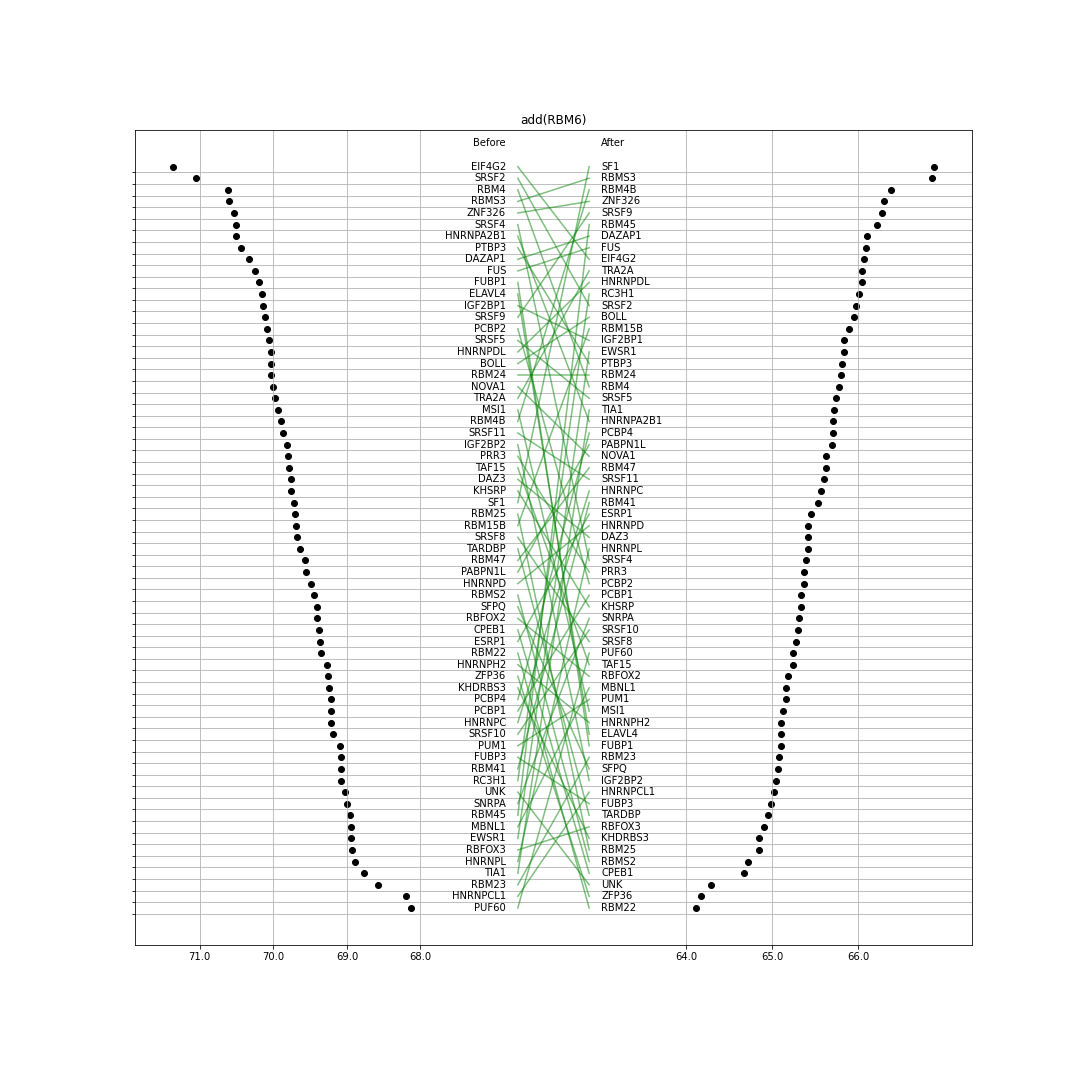 add(RBM6)
Before After
EIF4G2 SF1
SRSF2 RBMS3
RBM4 RBM4B
RBMS3 ZNF326
ZNF326 SRSF9
SRSF4 RBM45
HNRNPA2B1 DAZAP1
PTBP3 FUS
DAZAP1 EIF4G2
FUS TRA2A
FUBP1 HNRNPDL
ELAVL4 RC3H1
IGF2BP1 SRSF2
SRSF9 BOLL
PCBP2 RBM15B
SRSF5 IGF2BP1
HNRNPDL EWSR1
BOLL PTBP3
RBM24 RBM24
NOVA1 RBM4
TRA2A SRSF5
MSI1 TIA1
RBM4B HNRNPA2B1
SRSF11 PCBP4
IGF2BP2 PABPN1L
PRR3 NOVA1
TAF15 RBM47
DAZ3 SRSF11
KHSRP HNRNPC
SF1 RBM41
RBM25 ESRP1
RBM15B HNRNPD
SRSF8 DAZ3
TARDBP HNRNPL
RBM47 SRSF4
PABPN1L PRR3
HNRNPD PCBP2
RBMS2 PCBP1
SFPQ KHSRP
RBFOX2 SNRPA
CPEB1 SRSF10
ESRP1 SRSF8
RBM22 PUF60
HNRNPH2 TAF15
ZFP36 RBFOX2
KHDRBS3 MBNL1
PCBP4 PUM1
PCBP1 MSI1
HNRNPC HNRNPH2
SRSF10 ELAVL4
PUM1 FUBP1
FUBP3 RBM23
RBM41 SFPQ
RC3H1 IGF2BP2
UNK HNRNPCL1
SNRPA FUBP3
RBM45 TARDBP
MBNL1 RBFOX3
EWSR1 KHDRBS3
RBFOX3 RBM25
HNRNPL RBMS2
TIA1 CPEB1
RBM23 UNK
HNRNPCL1 ZFP36
PUF60 RBM22
71.0 70.0 69.0 68.0 64.0 65.0 66.0